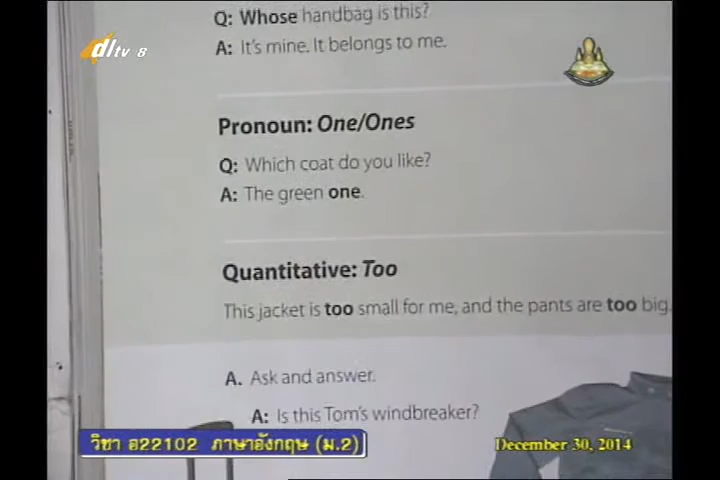 dltv 8
Q: Whose handbag is this?
A: It's mine. It belongs to me.
Pronoun: One/Ones
Q: Which coat do you like?
A: The green one.
Quantitative: Too
This jacket is too small for me, and the pants are too big.
A. Ask and answer.
A: Is this Tom's windbreaker?
วิชา อ22102 ภาษาอังกฤษ (ม.2)
December 30, 2014